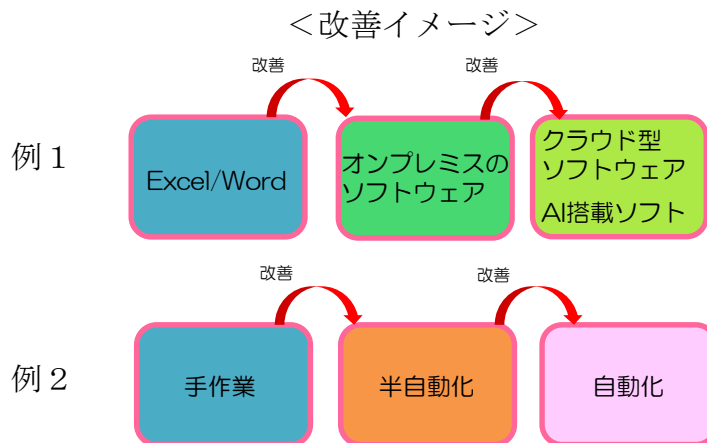 ＜改善イメージ＞
改善
改善
例１
Excel/Word
オンプレミスの
ソフトウェア
クラウド型
ソフトウェア
AI搭載ソフト
改善
改善
例２
手作業
半自動化
自動化